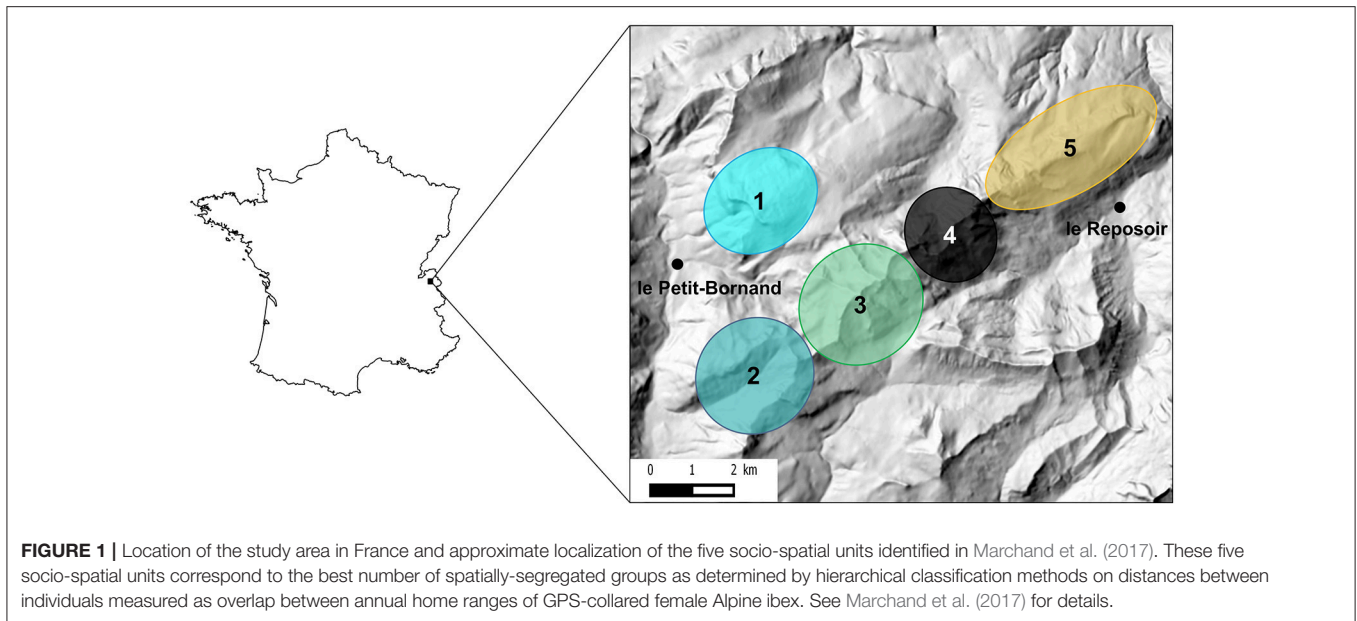 5
1
le Reposoir
4
le Petit-Bornand
3
2
0 1 2 km
FIGURE 1 | Location of the study area in France and approximate localization of the five socio-spatial units identified in Marchand et al. (2017). These five
socio-spatial units correspond to the best number of spatially-segregated groups as determined by hierarchical classification methods on distances between
individuals measured as overlap between annual home ranges of GPS-collared female Alpine ibex. See Marchand et al. (2017) for details.